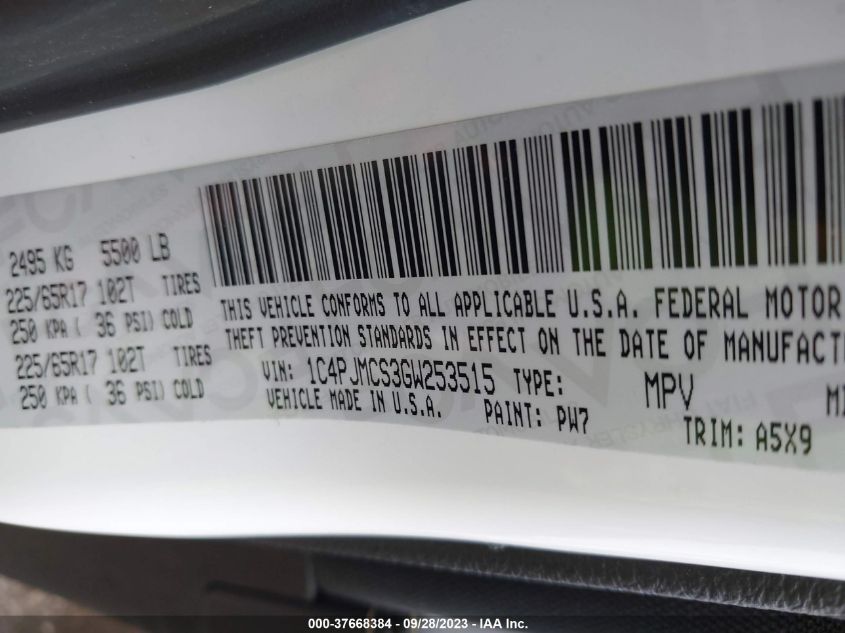 2495 KG 5500 LB
225/65R17 102T TIRES
250 KPA ( 36 PSI) COLD
225/65R17 102T TIRES
250 KPA ( 36 PSI) COLD
THIS VEHICLE CONFORMS TO ALL APPLICABLE U.S.A. FEDERAL MOTOR
THEFT PREVENTION STANDARDS IN EFFECT ON THE DATE OF MANUFACT
VIN: 1C4PJMCS3GW253515 TYPE: MPV
VEHICLE MADE IN U.S.A. PAINT: PW7 TRIM: A5X9
000-37668384 - 09/28/2023 - IAA Inc.